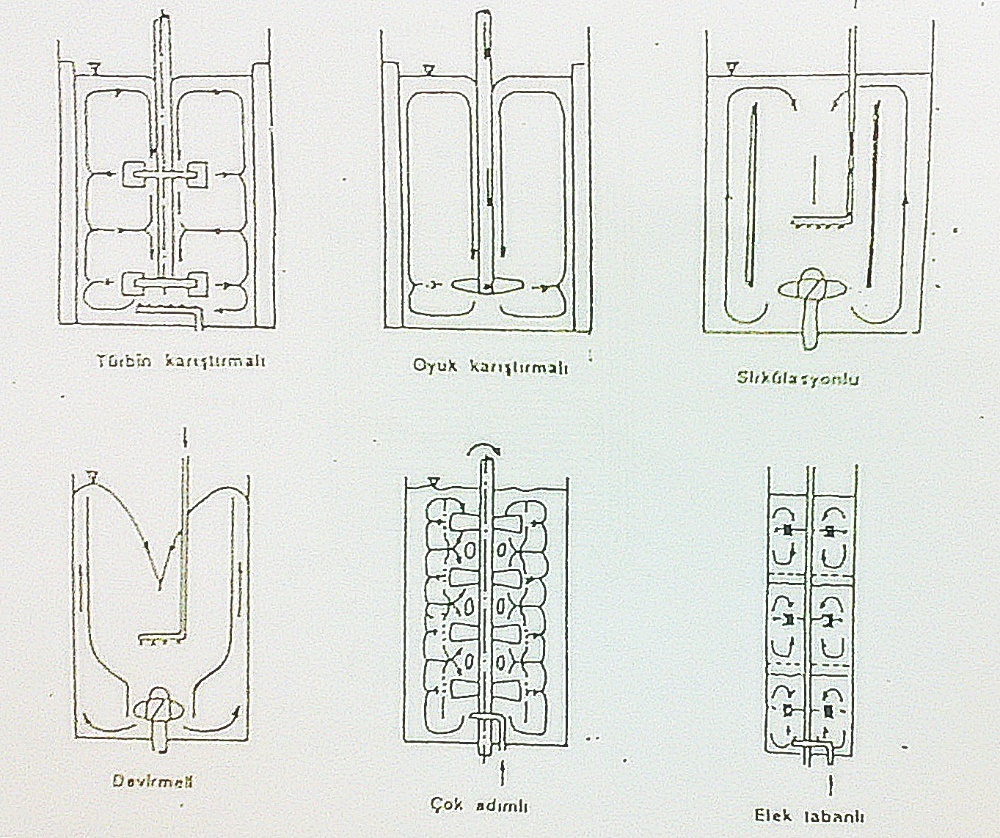 Türbin karıştırmalı
Oyuk karıştırmalı
Sirkülasyonlu
Devirmeli
Çok adımlı
Elek tabanlı